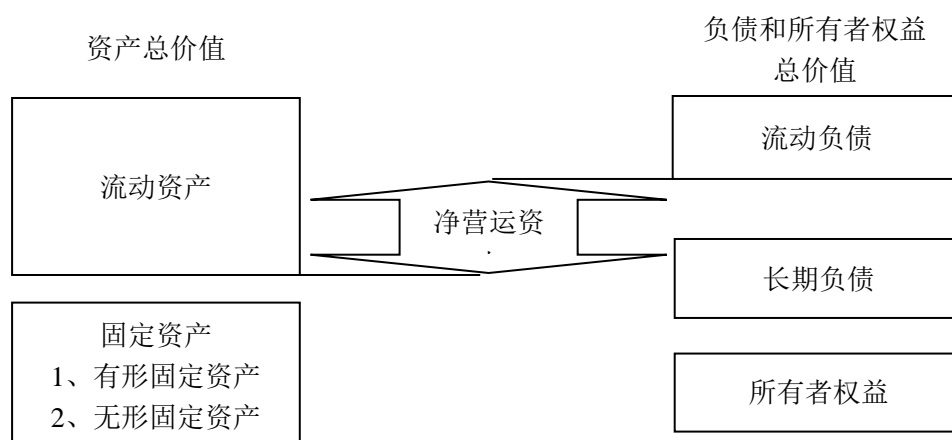 资产总价值
负债和所有者权益
总价值
流动资产
流动负债
净营运资
长期负债
固定资产
1、有形固定资产
2、无形固定资产
所有者权益